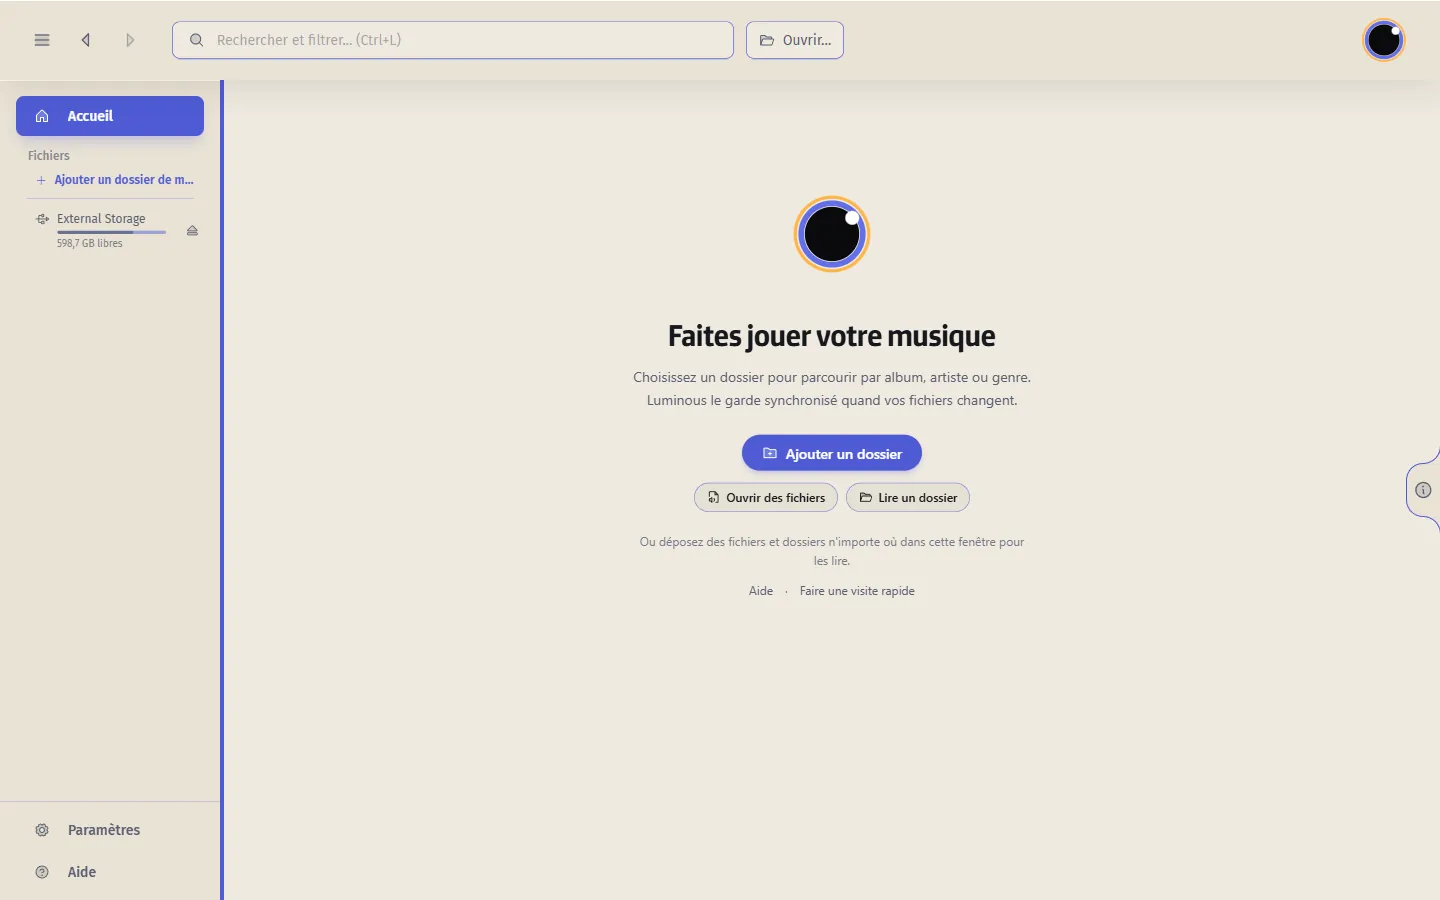 Rechercher et filtrer... (Ctrl+L)
Ouvrir...
Accueil
Fichiers
Ajouter un dossier de m...
External Storage
598,7 GB libres
Faites jouer votre musique
Choisissez un dossier pour parcourir par album, artiste ou genre.
Luminous le garde synchronisé quand vos fichiers changent.
Ajouter un dossier
Ouvrir des fichiers
Lire un dossier
Ou déposez des fichiers et dossiers n'importe où dans cette fenêtre pour
les lire.
Aide · Faire une visite rapide
Paramètres
Aide